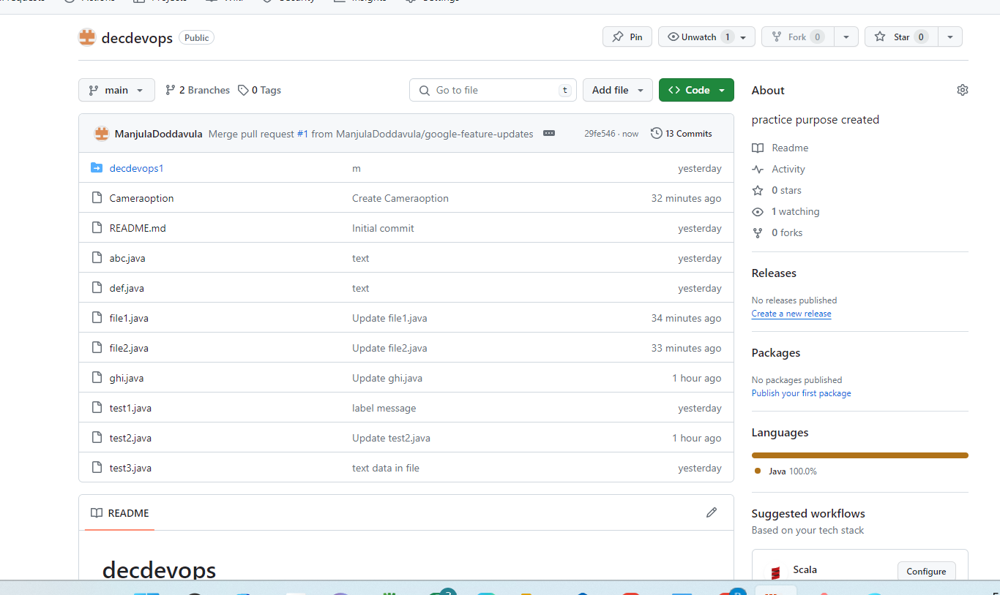 decdevops Public Pin Unwatch 1 Fork 0 Star 0
main 2 Branches 0 Tags Go to file t Add file Code
ManjulaDoddavula Merge pull request #1 from ManjulaDoddavula/google-feature-updates 29fe546 · now 13 Commits
decdevops1 m yesterday
Cameraoption Create Cameraoption 32 minutes ago
README.md Initial commit yesterday
abc.java text yesterday
def.java text yesterday
file1.java Update file1.java 34 minutes ago
file2.java Update file2.java 33 minutes ago
ghi.java Update ghi.java 1 hour ago
test1.java label message yesterday
test2.java Update test2.java 1 hour ago
test3.java text data in file yesterday
README
decdevops
About
practice purpose created
Readme
Activity
0 stars
1 watching
0 forks
Releases
No releases published
Create a new release
Packages
No packages published
Publish your first package
Languages
Java 100.0%
Suggested workflows
Based on your tech stack
Scala Configure